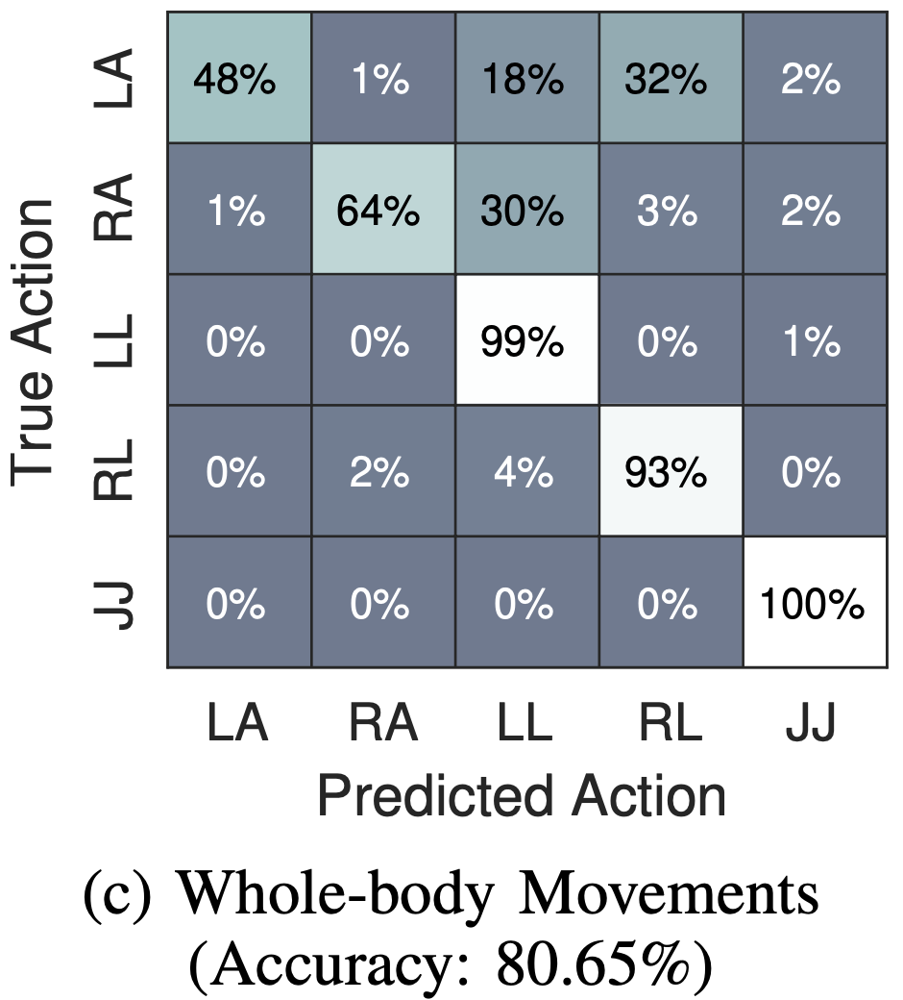 LA 48% 1% 18% 32% 2%
RA 1% 64% 30% 3% 2%
LL 0% 0% 99% 0% 1%
RL 0% 2% 4% 93% 0%
JJ 0% 0% 0% 0% 100%
True Action
LA RA LL RL JJ
Predicted Action
(c) Whole-body Movements
(Accuracy: 80.65%)